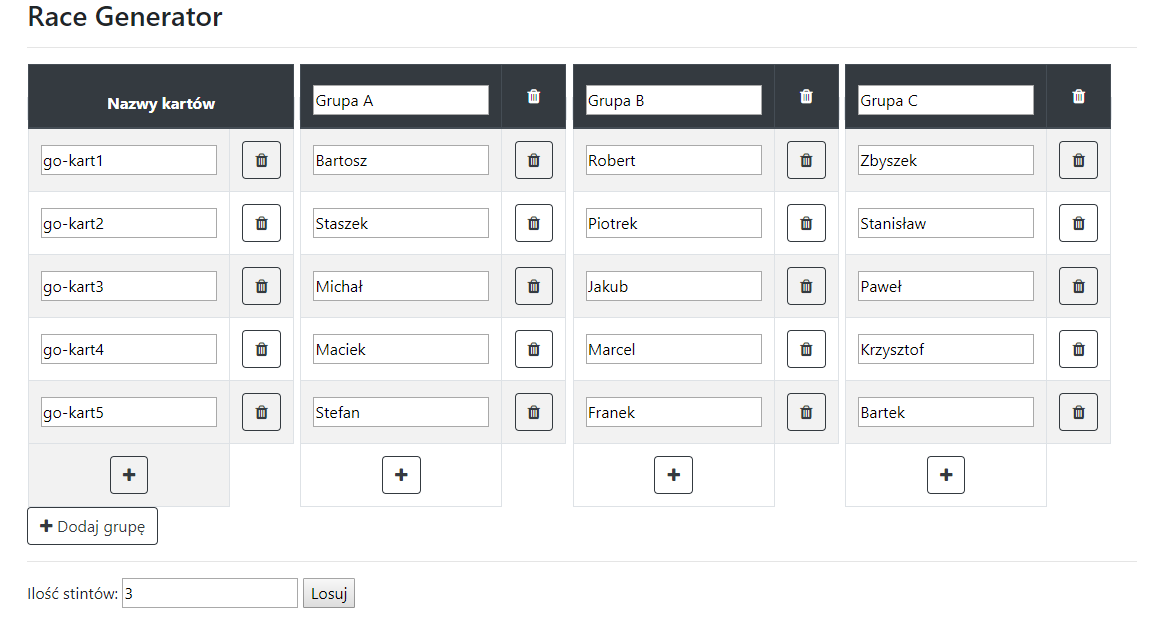 Race Generator
Nazwy kartów Grupa A Grupa B Grupa C
go-kart1 Bartosz Robert Zbyszek
go-kart2 Staszek Piotrek Stanisław
go-kart3 Michał Jakub Paweł
go-kart4 Maciek Marcel Krzysztof
go-kart5 Stefan Franek Bartek
Dodaj grupę
Ilość stintów: 3 Losuj